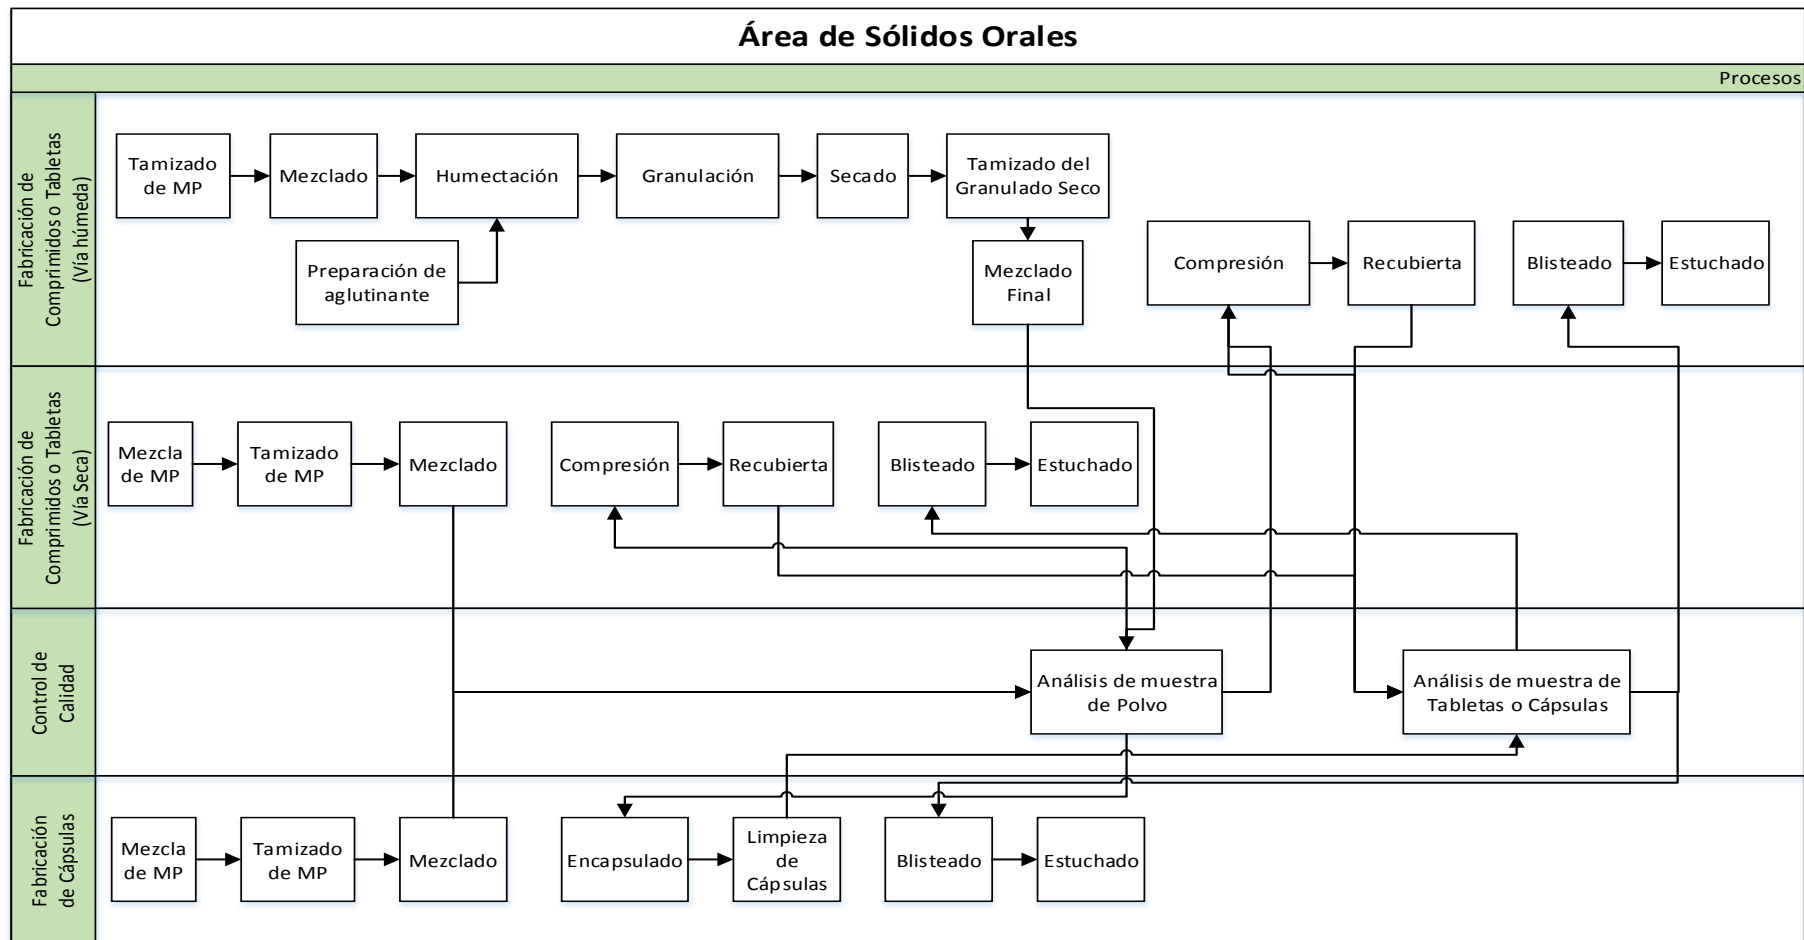 Área de Sólidos Orales
Procesos
Fabricación de
Comprimidos o Tabletas
(Vía húmeda)
Tamizado
de MP
Mezclado
Humectación
Granulación
Secado
Tamizado del
Granulado Seco
Preparación de
aglutinante
Mezclado
Final
Compresión
Recubierta
Blisteado
Estuchado
Fabricación de
Comprimidos o Tabletas
(Vía Seca)
Mezcla
de MP
Tamizado
de MP
Mezclado
Compresión
Recubierta
Blisteado
Estuchado
Control de
Calidad
Análisis de muestra
de Polvo
Análisis de muestra de
Tabletas o Cápsulas
Fabricación
de Cápsulas
Mezcla
de MP
Tamizado
de MP
Mezclado
Encapsulado
Limpieza
de
Cápsulas
Blisteado
Estuchado